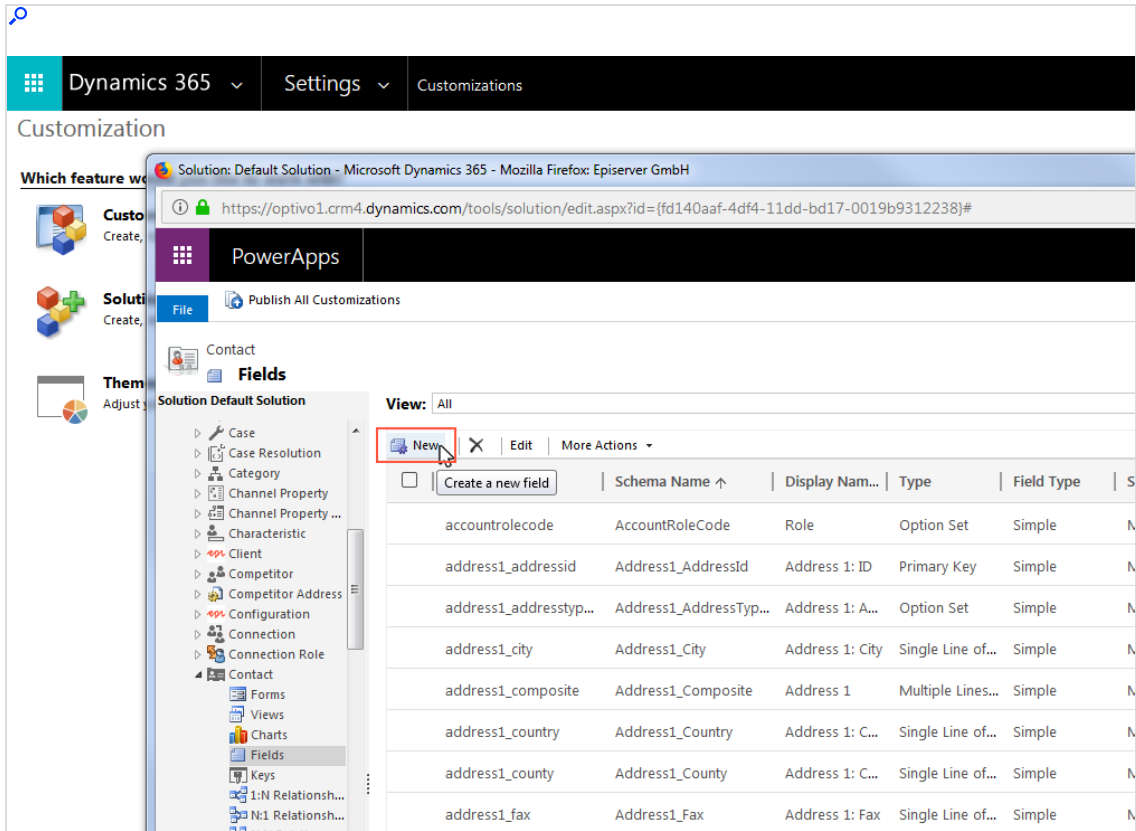 Dynamics 365 Settings Customizations
Customization
Which feature
Solution: Default Solution - Microsoft Dynamics 365 - Mozilla Firefox: Episerver GmbH
https://optivo1.crm4.dynamics.com/tools/solution/edit.aspx?id={fd140aaf-4df4-11dd-bd17-0019b9312238}#
Custo
Create,
PowerApps
Soluti
Create,
File Publish All Customizations
Contact
Fields
Them
Adjust
Solution Default Solution
View: All
Case
Case Resolution
Category
Channel Property
Channel Property ...
Characteristic
Client
Competitor
Competitor Address
Configuration
Connection
Connection Role
Contact
Forms
Views
Charts
Fields
Keys
1:N Relationsh...
N:1 Relationsh...
New Edit More Actions
Create a new field
Schema Name ↑ Display Nam... Type Field Type S
accountrolecode AccountRoleCode Role Option Set Simple
address1_addressid Address1_AddressId Address 1: ID Primary Key Simple
address1_addresstyp... Address1_AddressTyp... Address 1: A... Option Set Simple
address1_city Address1_City Address 1: City Single Line of... Simple
address1_composite Address1_Composite Address 1 Multiple Lines... Simple
address1_country Address1_Country Address 1: C... Single Line of... Simple
address1_county Address1_County Address 1: C... Single Line of... Simple
address1_fax Address1_Fax Address 1: Fax Single Line of... Simple